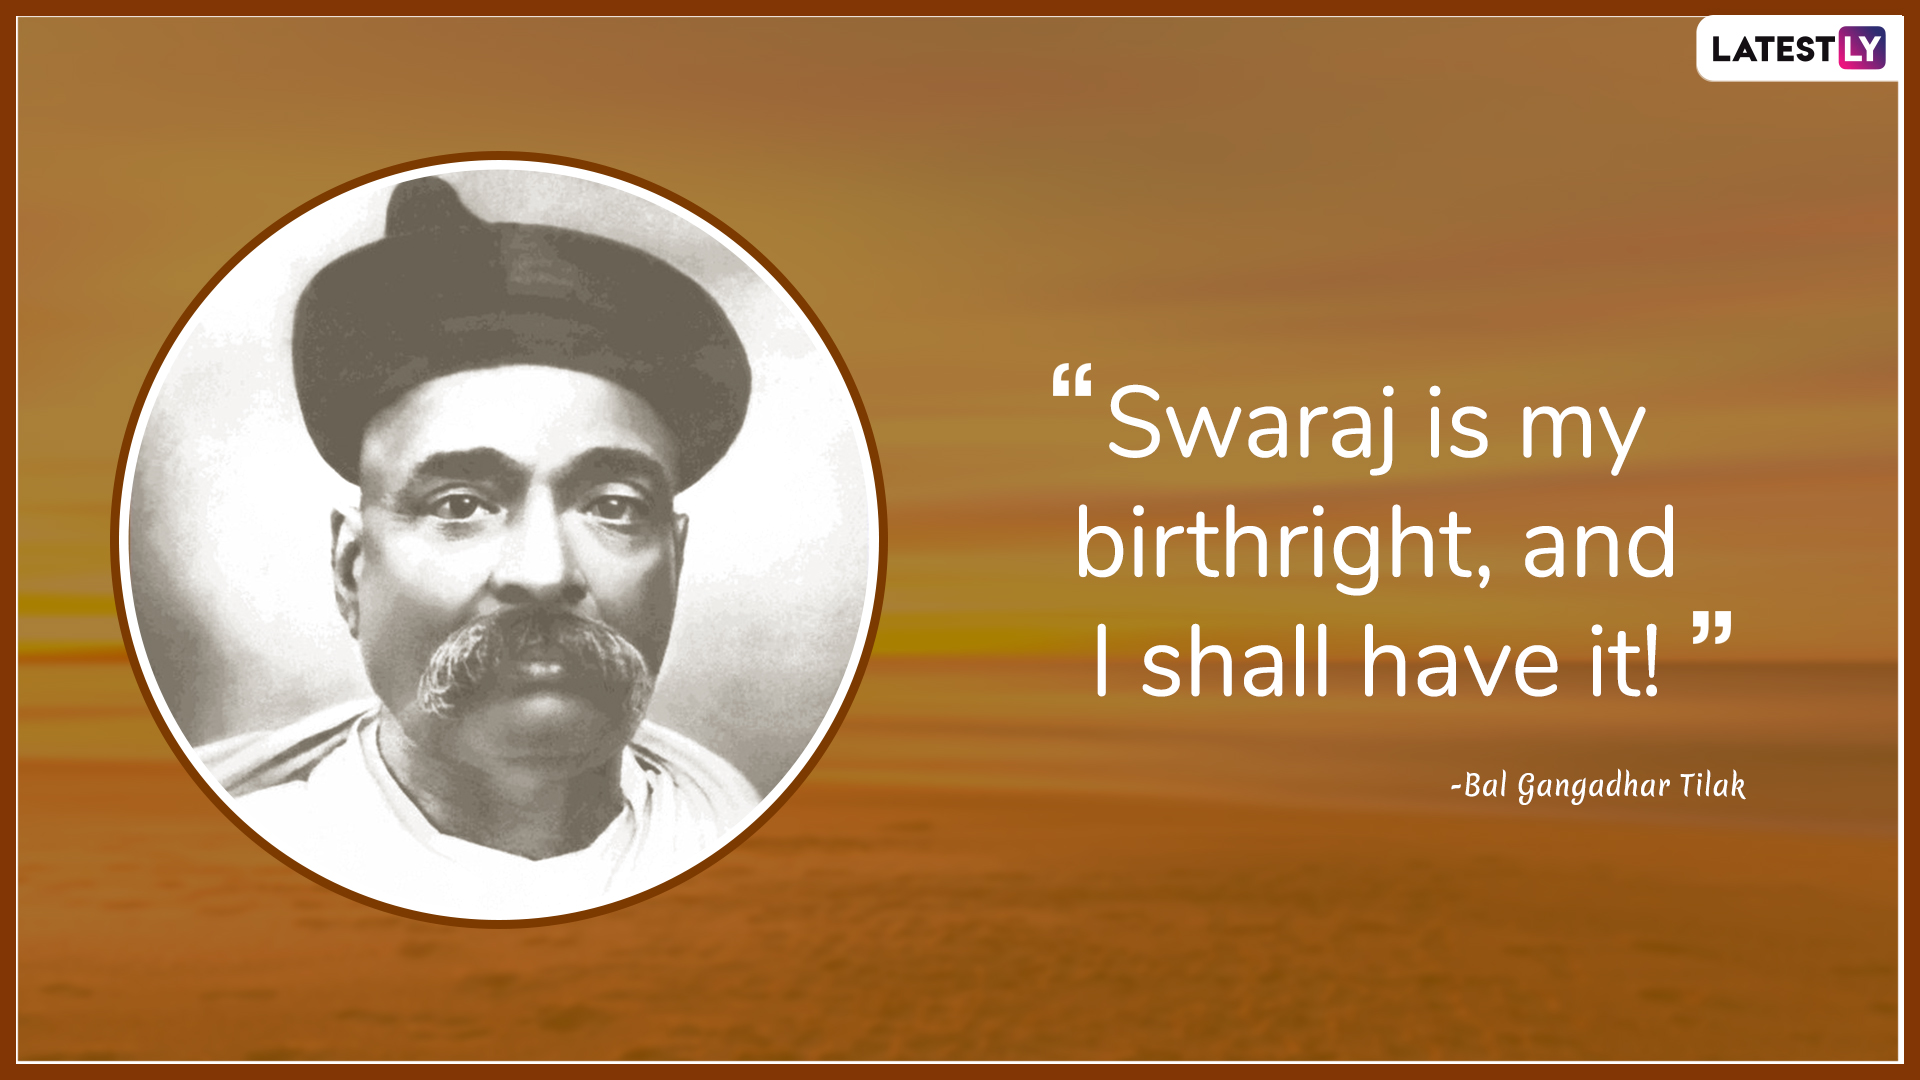 LATESTLY
“Swaraj is my
birthright, and
I shall have it! ”
-Bal Gangadhar Tilak